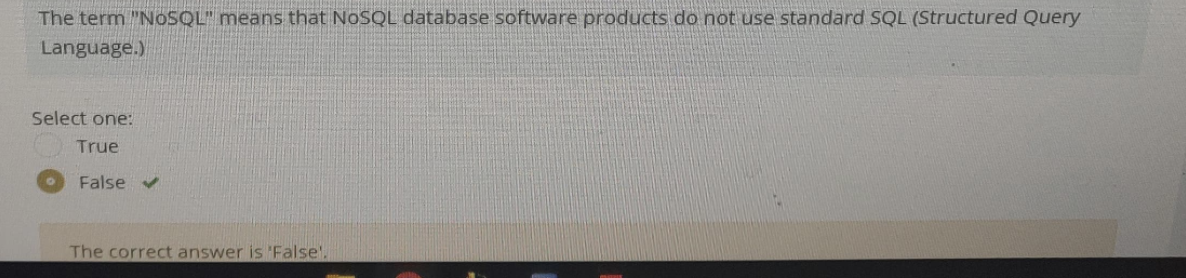 The term "NoSQL" means that NoSQL database software products do not use standard SQL (Structured Query
Language.)
Select one:
True
False
The correct answer is 'False'.